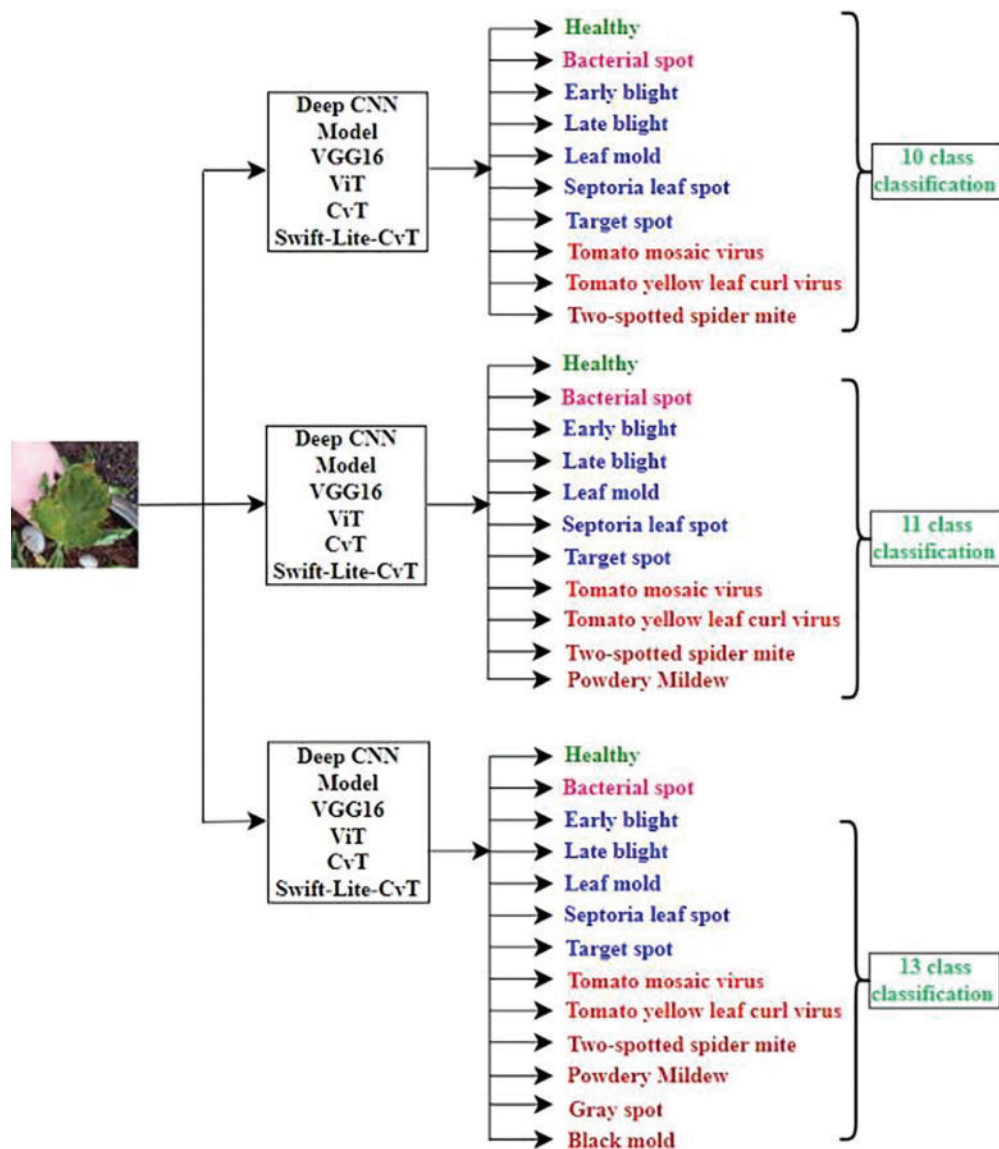 Deep CNN
Model
VGG16
ViT
CvT
Swift-Lite-CvT
Healthy
Bacterial spot
Early blight
Late blight
Leaf mold
Septoria leaf spot
Target spot
Tomato mosaic virus
Tomato yellow leaf curl virus
Two-spotted spider mite
10 class
classification
Deep CNN
Model
VGG16
ViT
CvT
Swift-Lite-CvT
Healthy
Bacterial spot
Early blight
Late blight
Leaf mold
Septoria leaf spot
Target spot
Tomato mosaic virus
Tomato yellow leaf curl virus
Two-spotted spider mite
Powdery Mildew
11 class
classification
Deep CNN
Model
VGG16
ViT
CvT
Swift-Lite-CvT
Healthy
Bacterial spot
Early blight
Late blight
Leaf mold
Septoria leaf spot
Target spot
Tomato mosaic virus
Tomato yellow leaf curl virus
Two-spotted spider mite
Powdery Mildew
Gray spot
Black mold
13 class
classification